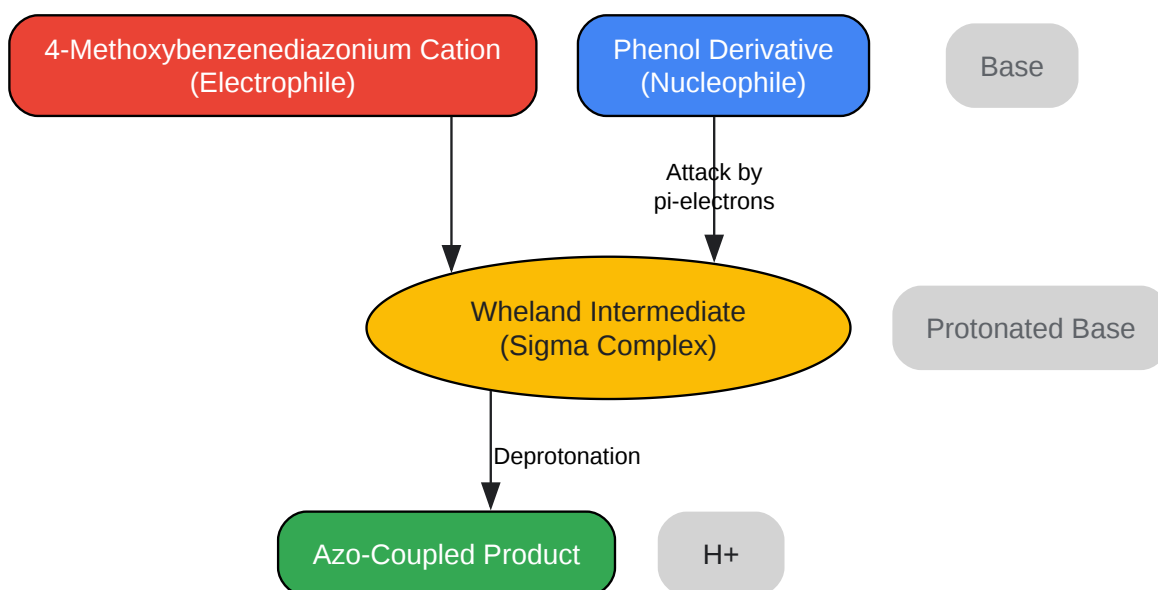 4-Methoxybenzenediazonium Cation
(Electrophile)
Phenol Derivative
(Nucleophile)
Base
Attack by
pi-electrons
Wheland Intermediate
(Sigma Complex)
Protonated Base
Deprotonation
Azo-Coupled Product
H+